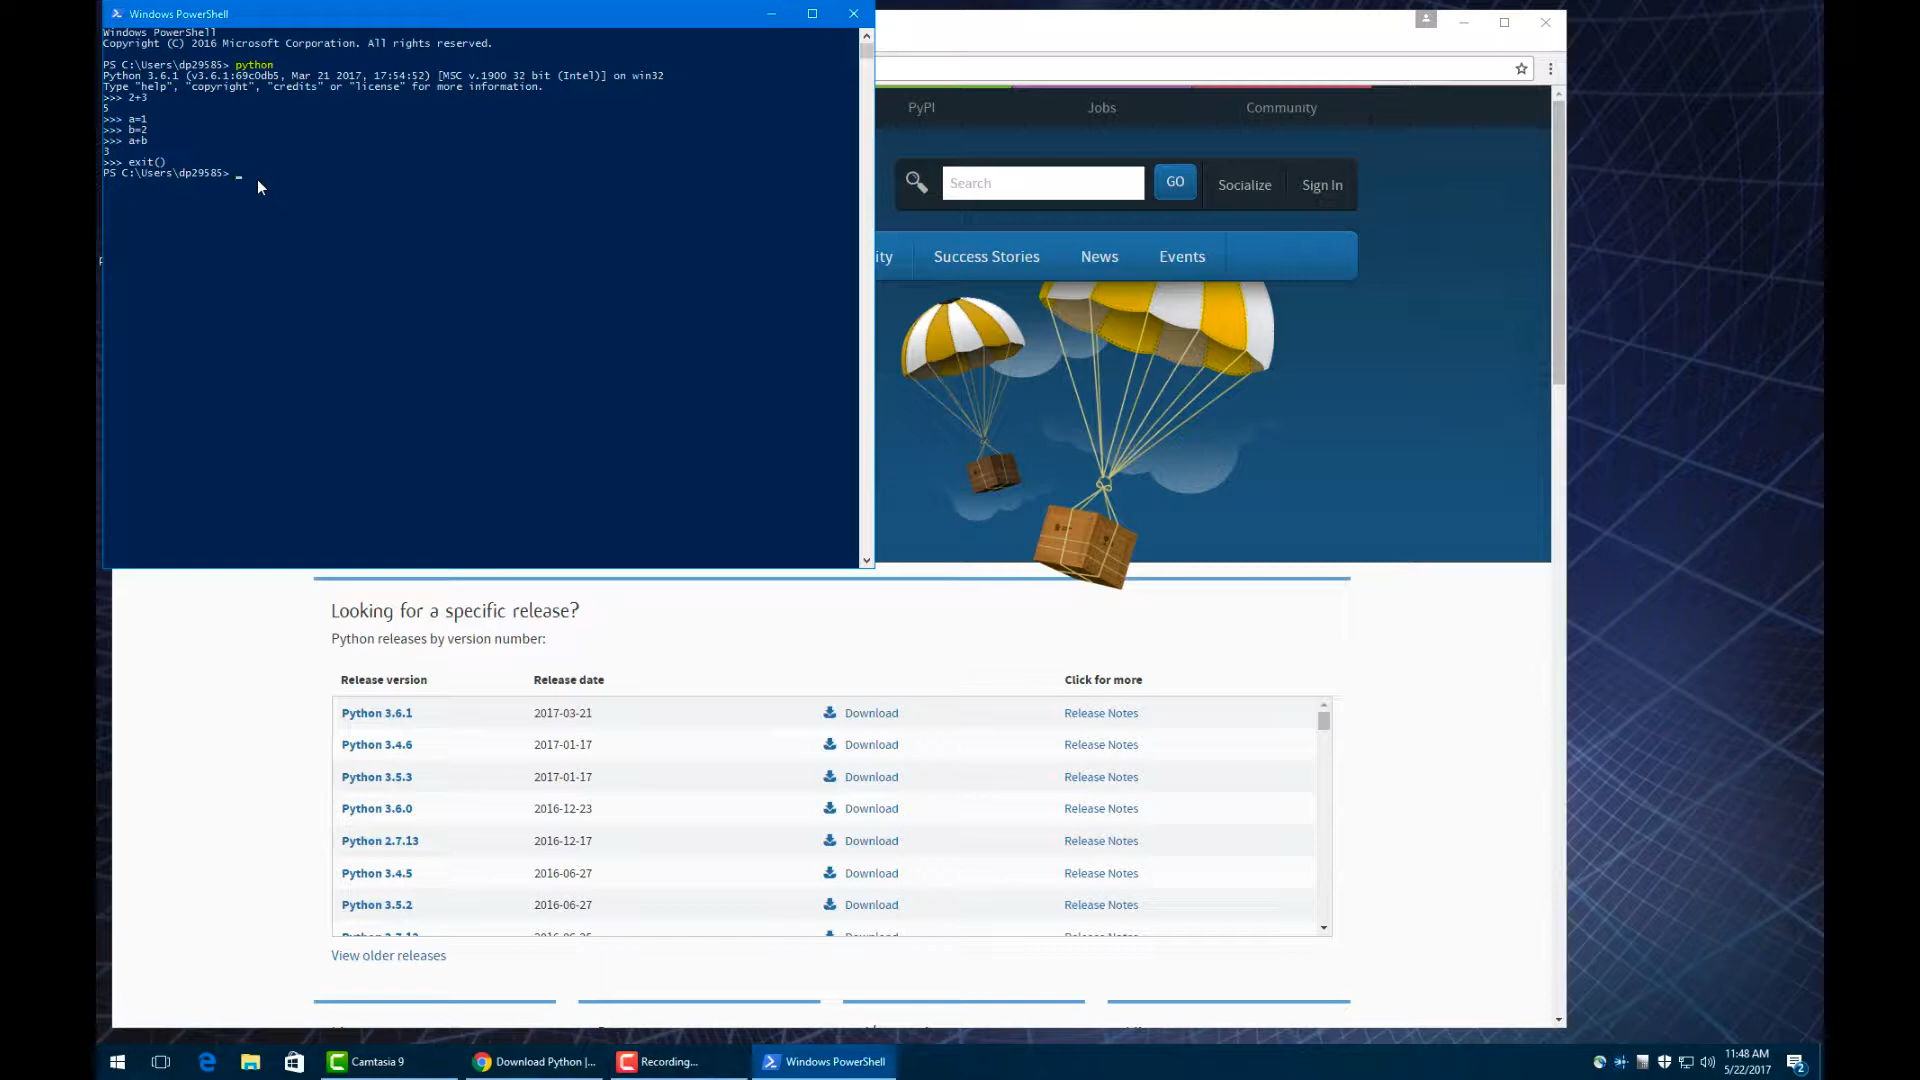 Windows PowerShell
Windows PowerShell
Copyright (C) 2016 Microsoft Corporation. All rights reserved.
PS C:\Users\dp29585> python
Python 3.6.1 (v3.6.1:69c0db5, Mar 21 2017, 17:54:52) [MSC v.1900 32 bit (Intel)] on win32
Type "help", "copyright", "credits" or "license" for more information.
>>> 2+3
5
>>> a=1
>>> b=2
>>> a+b
3
>>> exit()
PS C:\Users\dp29585> _
PyPI Jobs Community
Search GO Socialize Sign In
ity Success Stories News Events
Looking for a specific release?
Python releases by version number:
Release version Release date Click for more
Python 3.6.1 2017-03-21 Download Release Notes
Python 3.4.6 2017-01-17 Download Release Notes
Python 3.5.3 2017-01-17 Download Release Notes
Python 3.6.0 2016-12-23 Download Release Notes
Python 2.7.13 2016-12-17 Download Release Notes
Python 3.4.5 2016-06-27 Download Release Notes
Python 3.5.2 2016-06-27 Download Release Notes
View older releases
Camtasia 9 Download Python |... Recording... Windows PowerShell 11:48 AM
5/22/2017 2